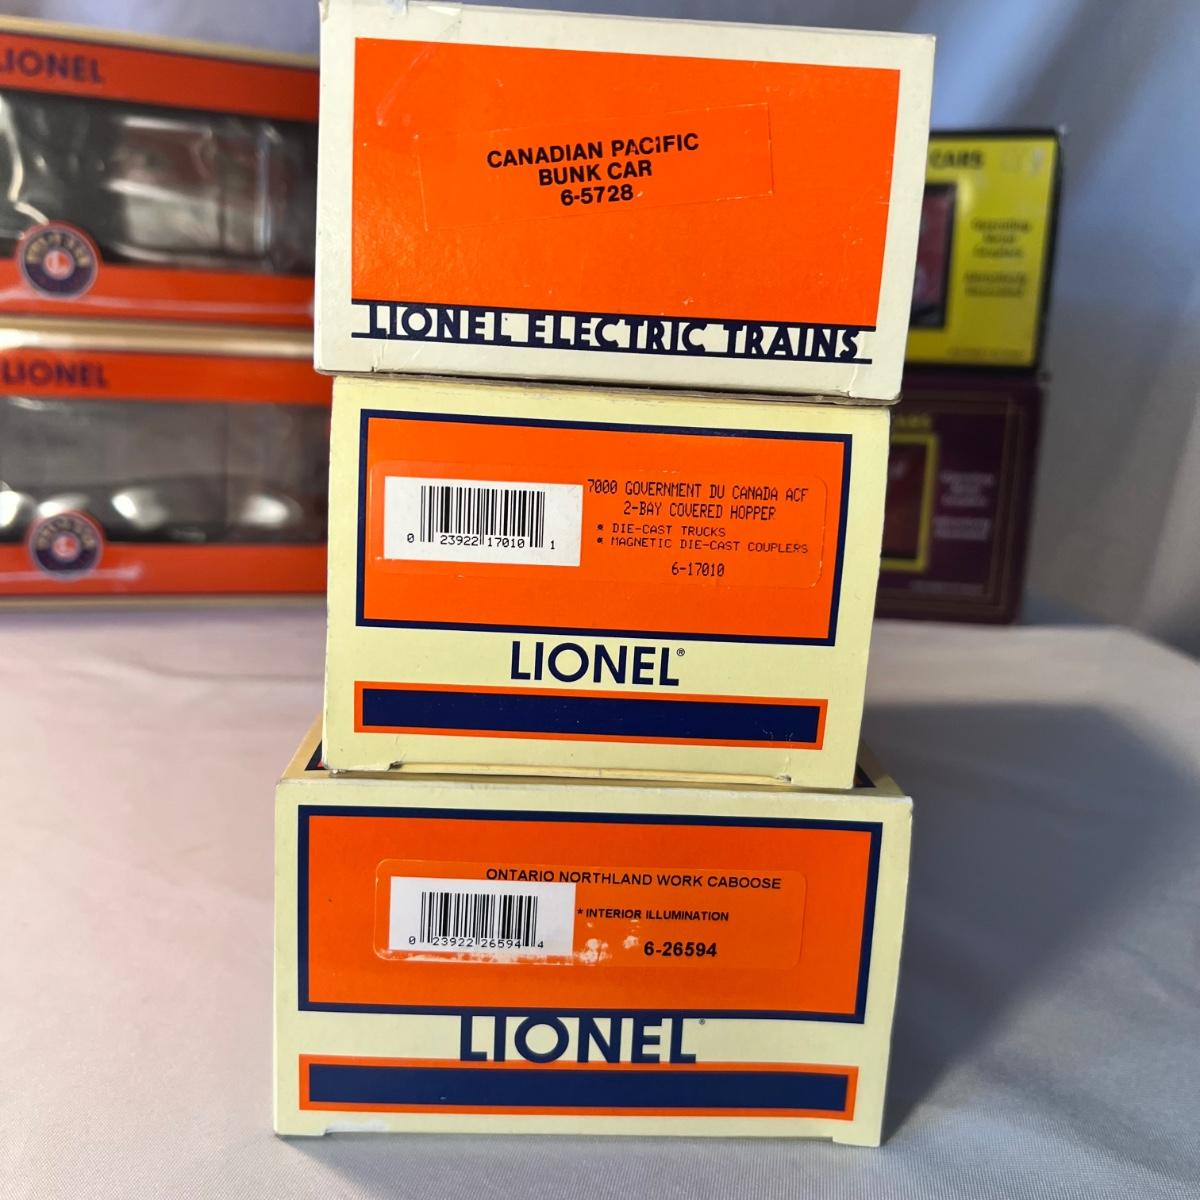 LIONEL
LIONEL
CANADIAN PACIFIC
BUNK CAR
6-5728
LIONEL ELECTRIC TRAINS
7000 GOVERNMENT DU CANADA ACF
2-BAY COVERED HOPPER
* DIE-CAST TRUCKS
* MAGNETIC DIE-CAST COUPLERS
6-17010
0 23922 17010 1
LIONEL®
ONTARIO NORTHLAND WORK CABOOSE
* INTERIOR ILLUMINATION
6-26594
0 23922 26594 4
LIONEL®
CARS